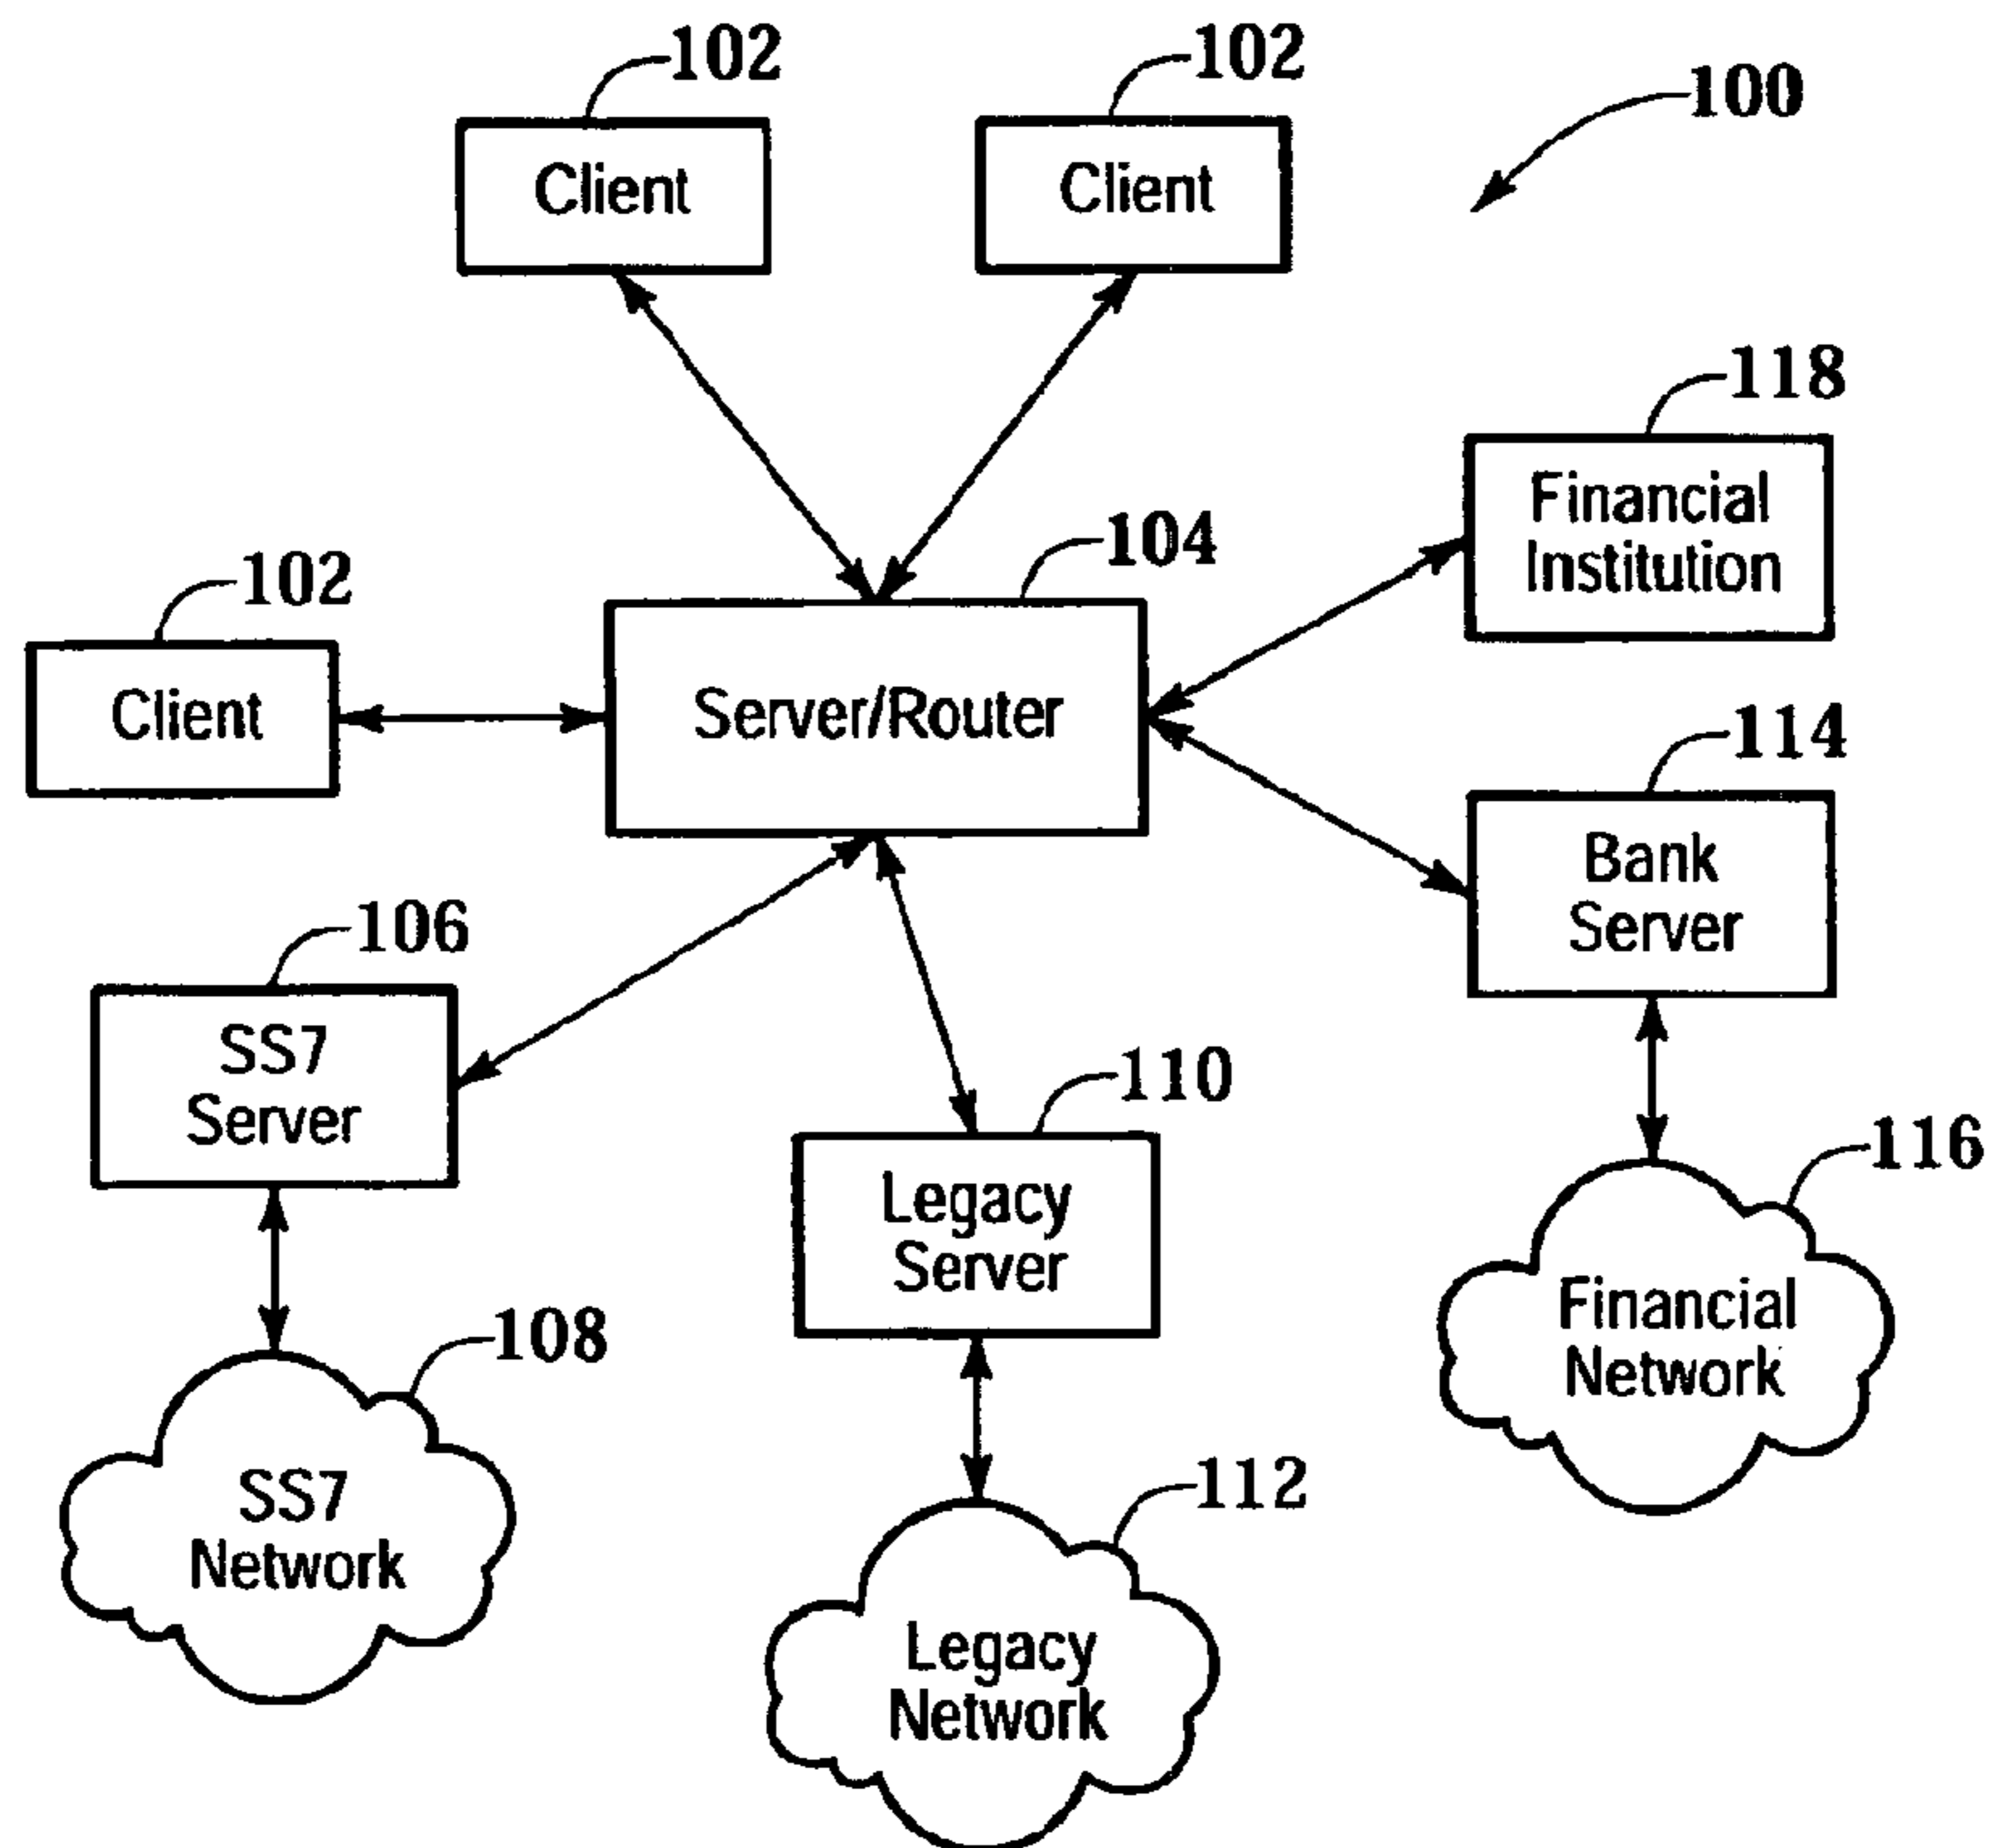 102
102
100
Client
Client
118
Financial
Institution
104
102
Server/Router
Client
114
Bank
Server
106
SS7
Server
110
Legacy
Server
116
Financial
Network
108
SS7
Network
112
Legacy
Network